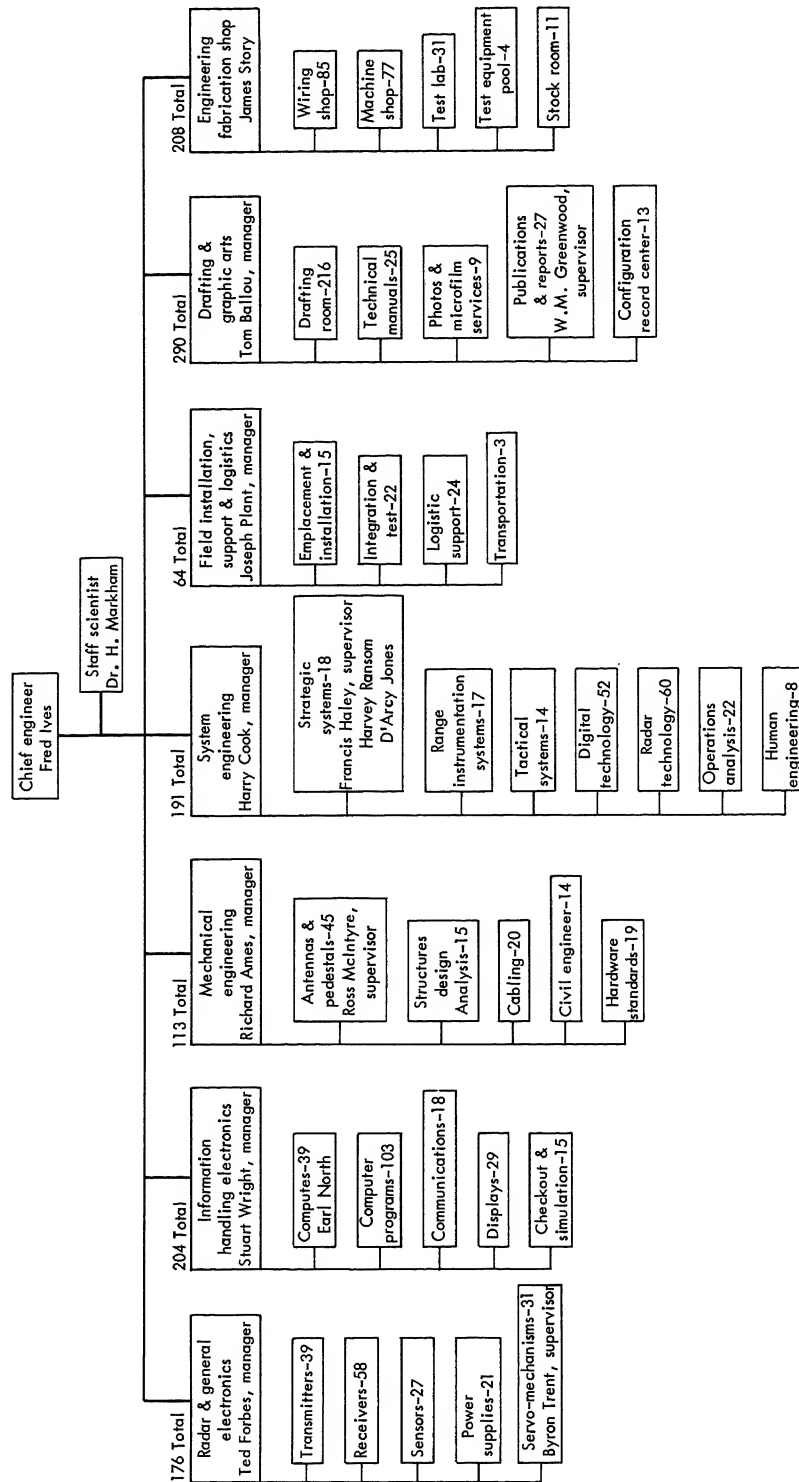 Chief engineer
Fred Ives
Staff scientist
Dr. H. Markham
176 Total
Radar & general
electronics
Ted Forbes, manager
Transmitters-39
Receivers-58
Sensors-27
Power
supplies-21
Servo-mechanisms-31
Byron Trent, supervisor
204 Total
Information
handling electronics
Stuart Wright, manager
Computes-39
Earl North
Computer
programs-103
Communications-18
Displays-29
Checkout &
simulation-15
113 Total
Mechanical
engineering
Richard Ames, manager
Antennas &
pedestals-45
Ross McIntyre,
supervisor
Structures
design
Analysis-15
Cabling-20
Civil engineer-14
Hardware
standards-19
191 Total
System
engineering
Harry Cook, manager
Strategic
systems-18
Francis Haley, supervisor
Harvey Ransom
D'Arcy Jones
Range
instrumentation
systems-17
Tactical
systems-14
Digital
technology-52
Radar
technology-60
Operations
analysis-22
Human
engineering-8
64 Total
Field installation,
support & logistics
Joseph Plant, manager
Emplacement &
installation-15
Integration &
test-22
Logistic
support-24
Transportation-3
290 Total
Drafting &
graphic arts
Tom Ballou, manager
Drafting
room-216
Technical
manuals-25
Photos &
microfilm
services-9
Publications
& reports-27
W.M. Greenwood,
supervisor
Configuration
record center-13
208 Total
Engineering
fabrication shop
James Story
Wiring
shop-85
Machine
shop-77
Test lab-31
Test equipment
pool-4
Stock room-11